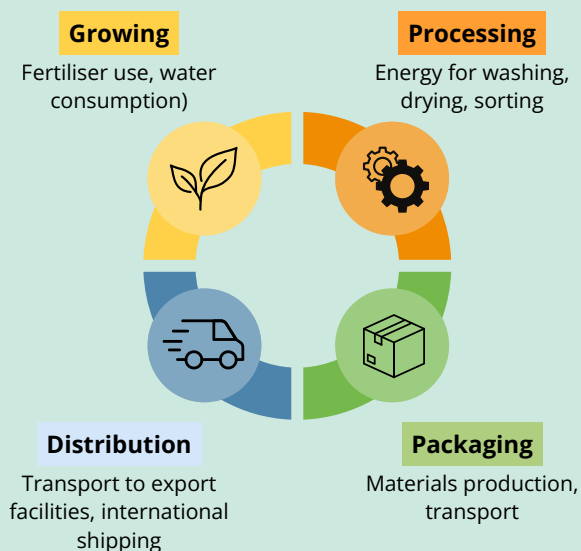 Growing
Fertiliser use, water
consumption)
Processing
Energy for washing,
drying, sorting
Distribution
Transport to export
facilities, international
shipping
Packaging
Materials production,
transport